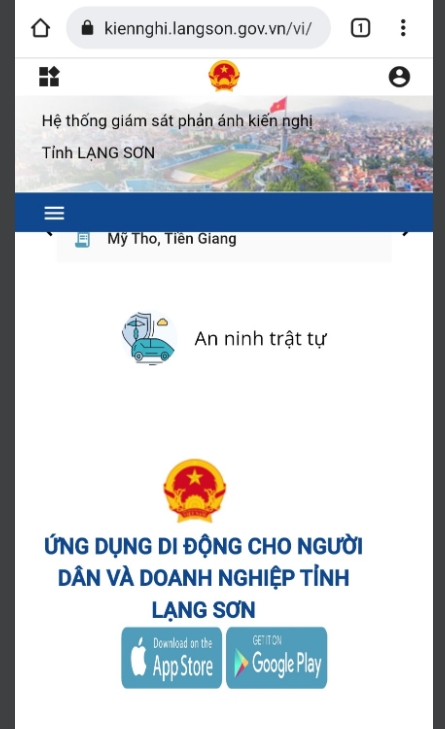 kiennghi.langson.gov.vn/vi/
1
Hệ thống giám sát phản ánh kiến nghị
Tỉnh LẠNG SƠN
Mỹ Tho, Tiền Giang
An ninh trật tự
ỨNG DỤNG DI ĐỘNG CHO NGƯỜI
DÂN VÀ DOANH NGHIỆP TỈNH
LẠNG SƠN
Download on the
App Store
GET IT ON
Google Play